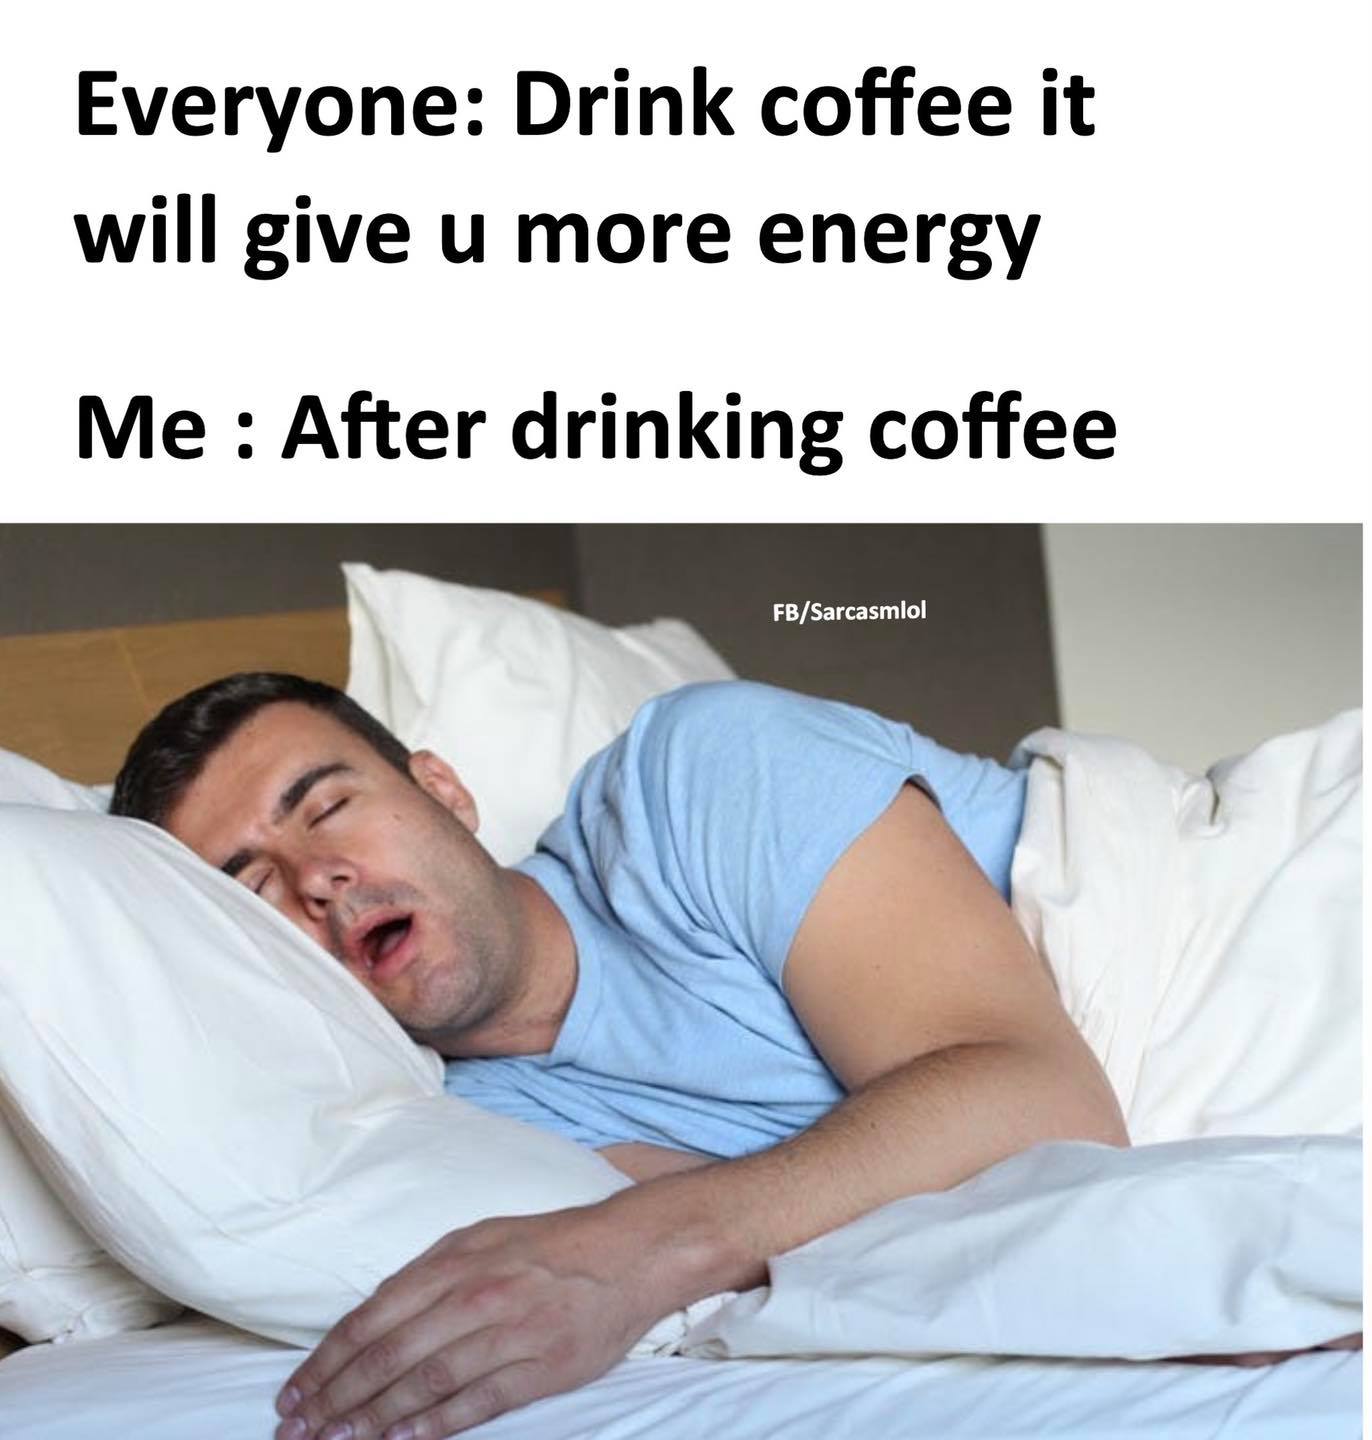 Everyone: Drink coffee it
will give u more energy
Me : After drinking coffee
FB/Sarcasmlol